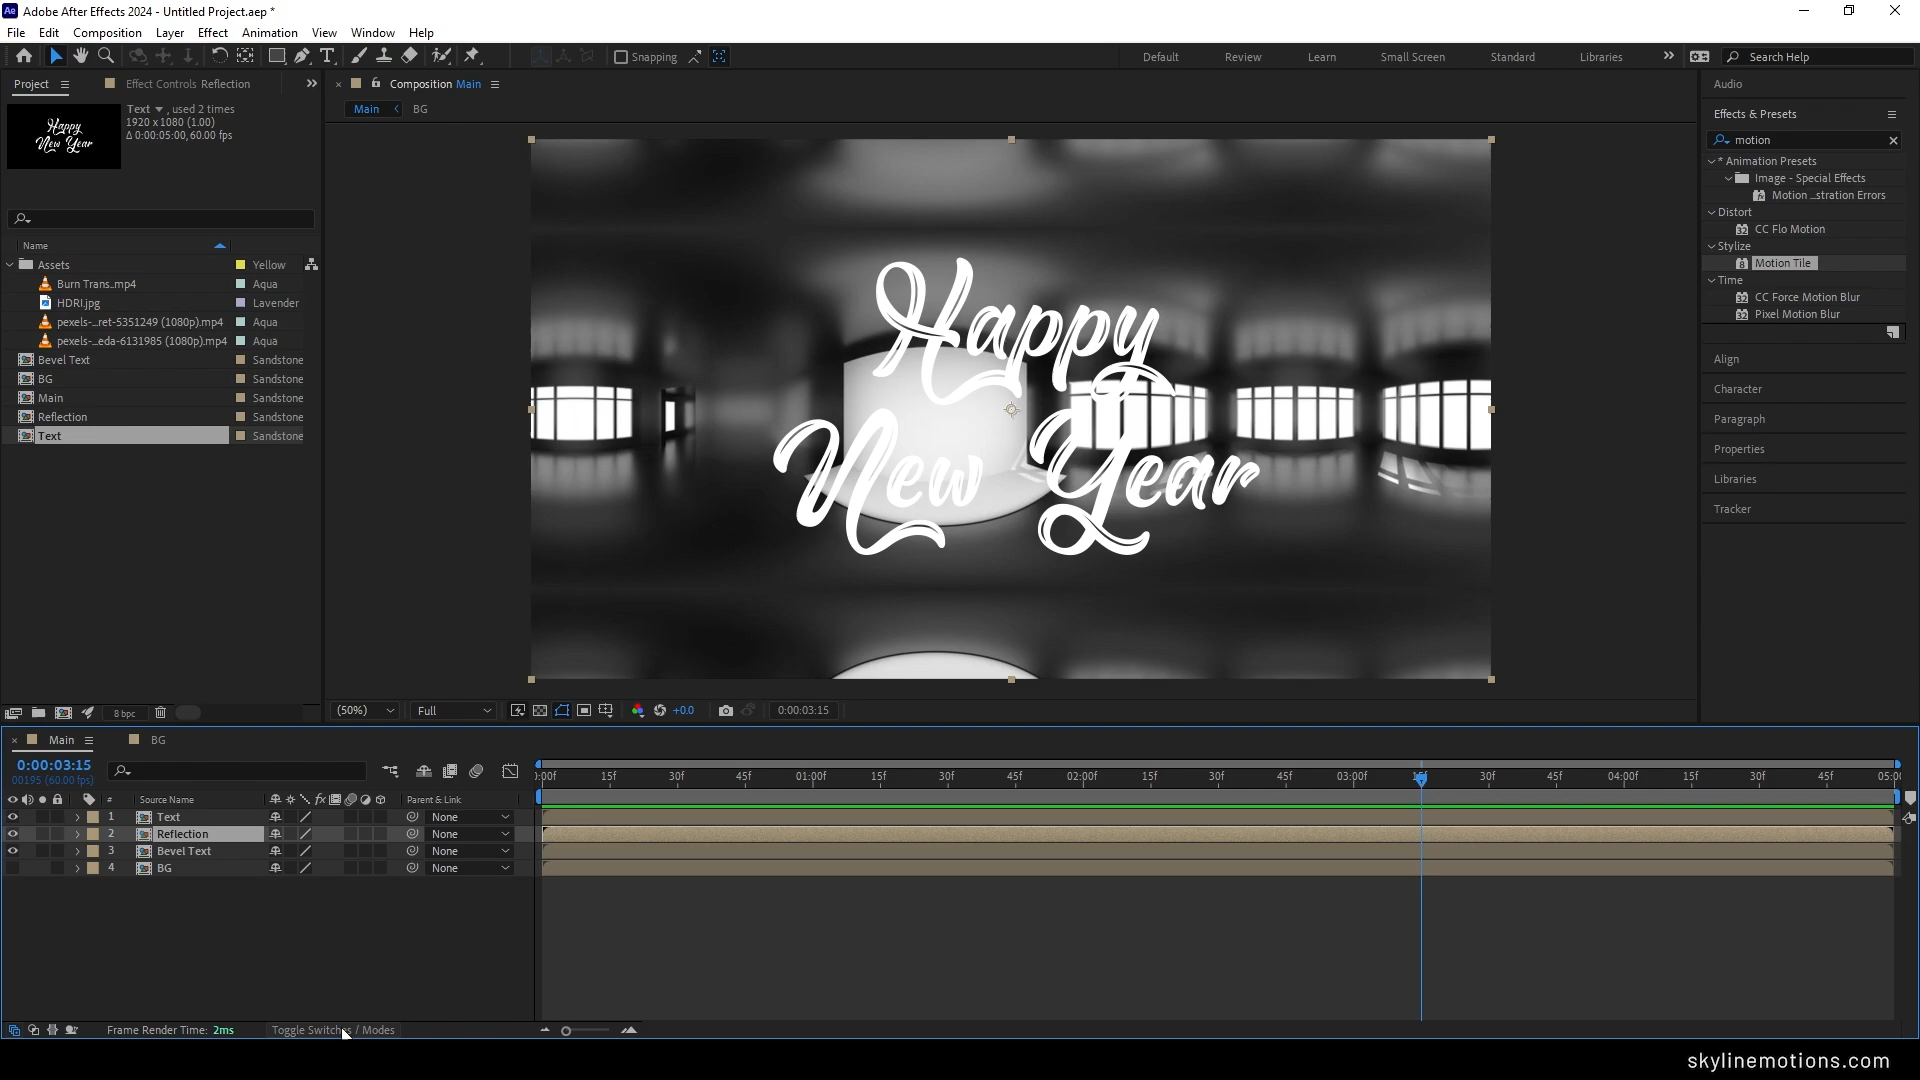 Ae Adobe After Effects 2024 - Untitled Project.aep *
File Edit Composition Layer Effect Animation View Window Help
Snapping Default Review Learn Small Screen Standard Libraries Search Help
Project Effect Controls Reflection
Text , used 2 times
1920 x 1080 (1.00)
Δ 0:00:05:00, 60.00 fps
Happy
New Year
Name
Assets Yellow
Burn Trans.mp4 Aqua
HDRI.jpg Lavender
pexels-...ret-5351249 (1080p).mp4 Aqua
pexels-...eda-6131985 (1080p).mp4 Aqua
Bevel Text Sandstone
BG Sandstone
Main Sandstone
Reflection Sandstone
Text Sandstone
8 bpc
Composition Main
Main BG
Happy
New Year
(50%) Full +0.0 0:00:03:15
Audio
Effects & Presets
motion
* Animation Presets
Image - Special Effects
Motion ...stration Errors
Distort
CC Flo Motion
Stylize
Motion Tile
Time
CC Force Motion Blur
Pixel Motion Blur
Align
Character
Paragraph
Properties
Libraries
Tracker
Main BG
0:00:03:15
00195 (60.00 fps)
):00f 15f 30f 45f 01:00f 15f 30f 45f 02:00f 15f 30f 45f 03:00f 15f 30f 45f 04:00f 15f 30f 45f 05:00
# Source Name fx Parent & Link
1 Text None
2 Reflection None
3 Bevel Text None
4 BG None
Frame Render Time: 2ms Toggle Switches / Modes
skylinemotions.com